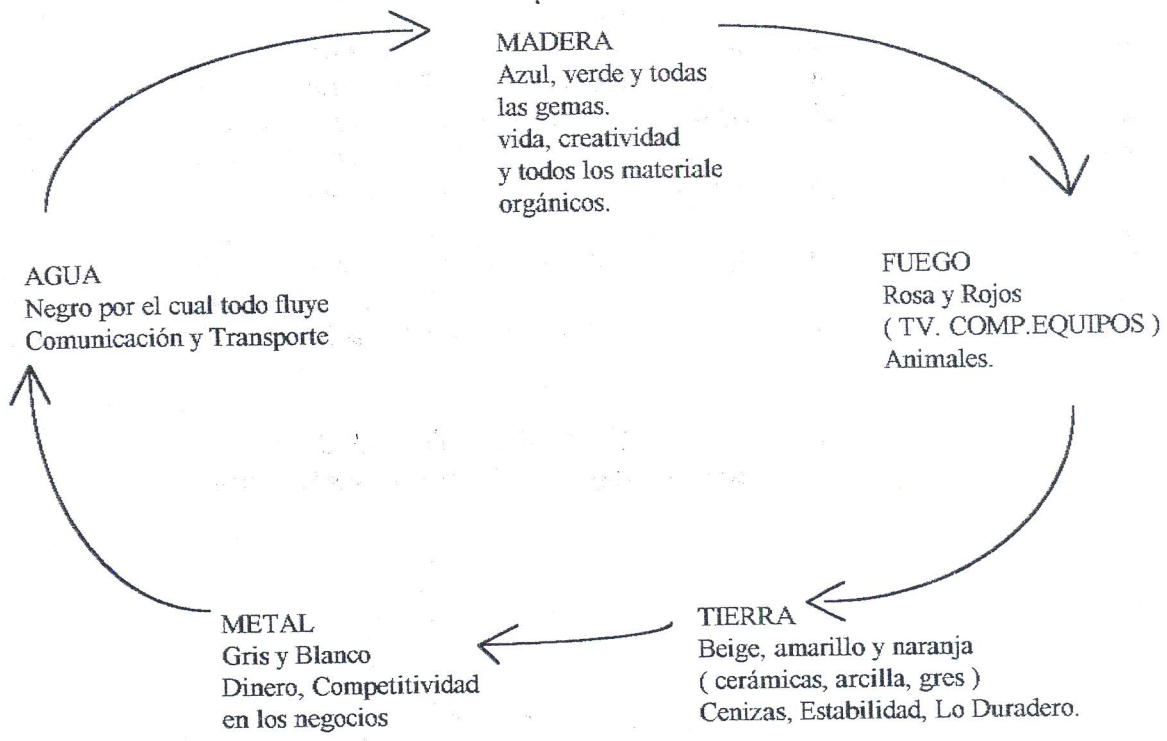 MADERA
Azul, verde y todas
las gemas.
vida, creatividad
y todos los materiale
orgánicos.
FUEGO
Rosa y Rojos
( TV. COMP.EQUIPOS )
Animales.
TIERRA
Beige, amarillo y naranja
( cerámicas, arcilla, gres )
Cenizas, Estabilidad, Lo Duradero.
METAL
Gris y Blanco
Dinero, Competitividad
en los negocios
AGUA
Negro por el cual todo fluye
Comunicación y Transporte